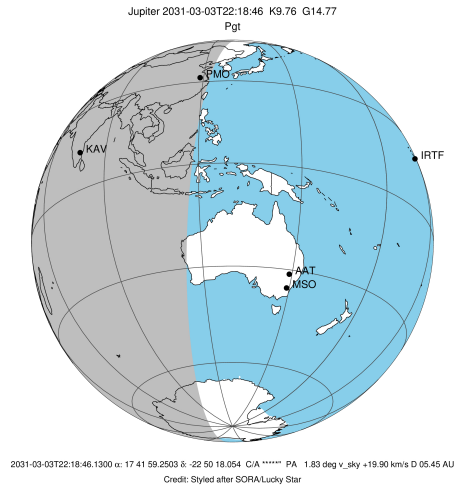 Jupiter 2031-03-03T22:18:46 K9.76 G14.77
Pgt
PMO
KAV
IRTF
AAT
MSO
2031-03-03T22:18:46.1300 α: 17 41 59.2503 δ: -22 50 18.054 C/A *****" PA 1.83 deg v_sky +19.90 km/s D 05.45 AU
Credit: Styled after SORA/Lucky Star